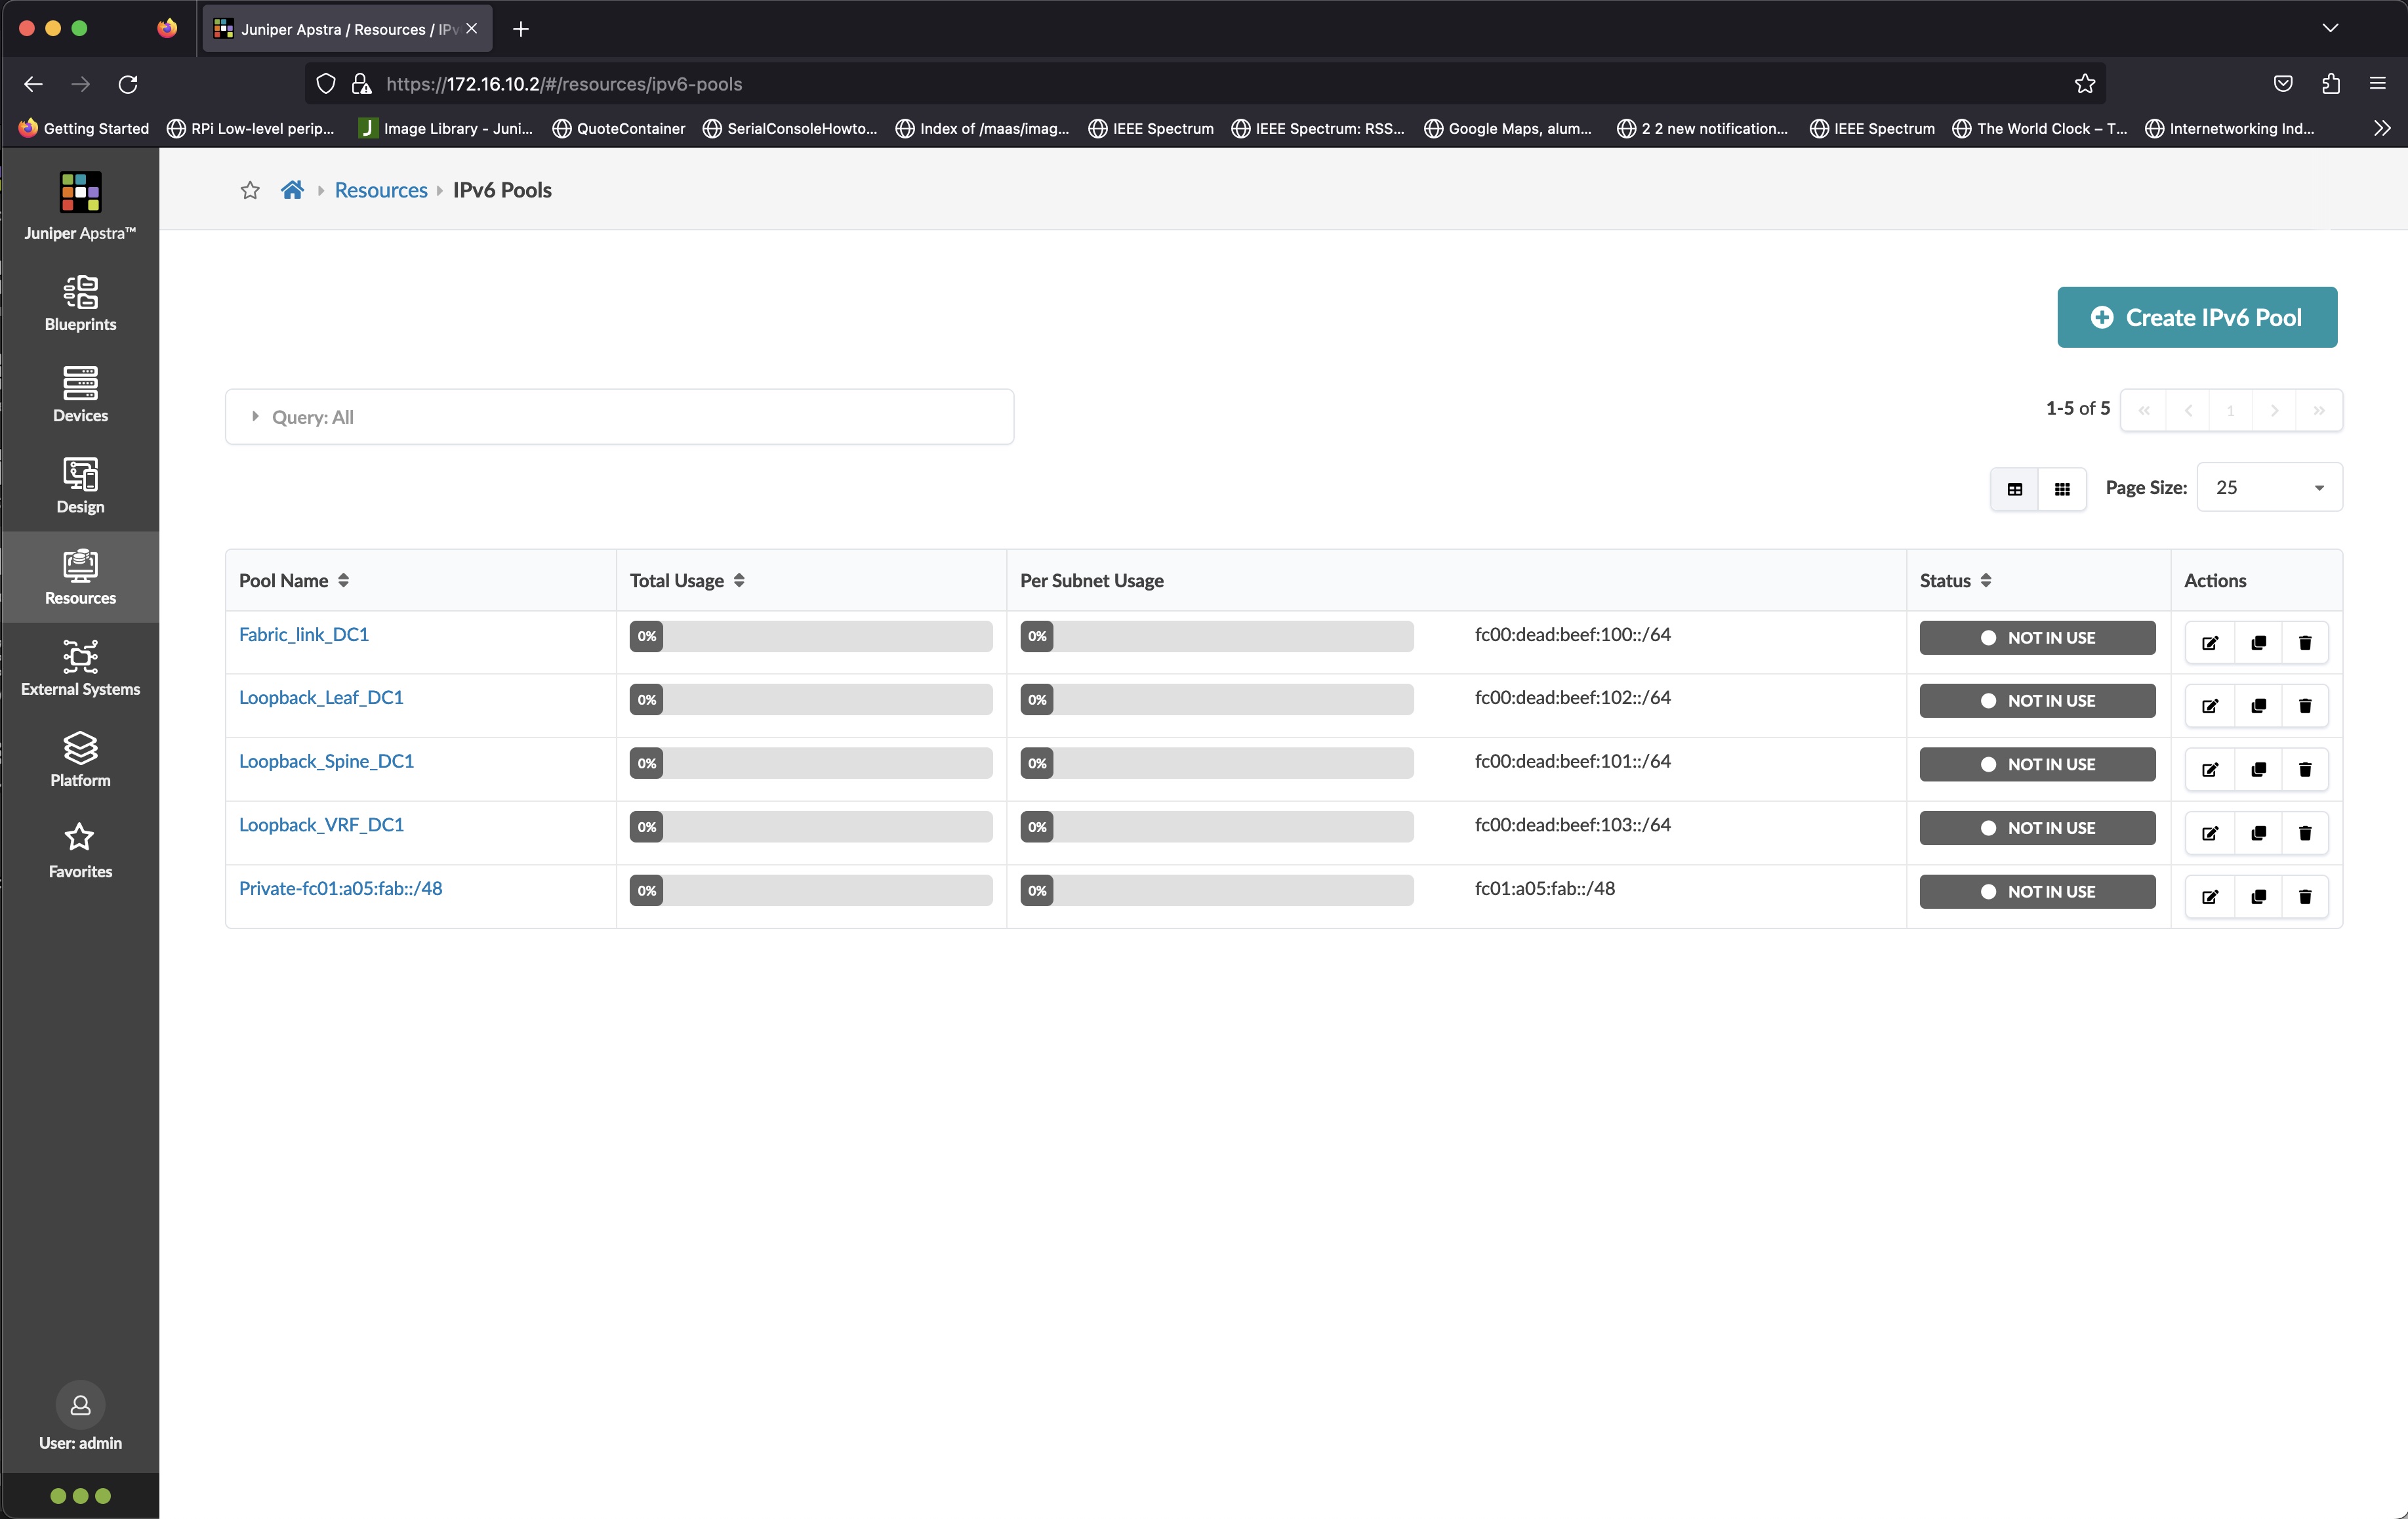 Juniper Apstra / Resources / IPv
https://172.16.10.2/#/resources/ipv6-pools
Getting Started
RPi Low-level perip...
Image Library - Juni...
QuoteContainer
SerialConsoleHowto...
Index of /maas/imag...
IEEE Spectrum
IEEE Spectrum: RSS...
Google Maps, alum...
2 2 new notification...
IEEE Spectrum
The World Clock – T...
Internetworking Ind...
Juniper Apstra™
Blueprints
Devices
Design
Resources
External Systems
Platform
Favorites
User: admin
Resources IPv6 Pools
Create IPv6 Pool
Query: All
1-5 of 5
1
Page Size: 25
Pool Name Total Usage Per Subnet Usage Status Actions
Fabric_link_DC1 0% 0% fc00:dead:beef:100::/64 NOT IN USE
Loopback_Leaf_DC1 0% 0% fc00:dead:beef:102::/64 NOT IN USE
Loopback_Spine_DC1 0% 0% fc00:dead:beef:101::/64 NOT IN USE
Loopback_VRF_DC1 0% 0% fc00:dead:beef:103::/64 NOT IN USE
Private-fc01:a05:fab::/48 0% 0% fc01:a05:fab::/48 NOT IN USE